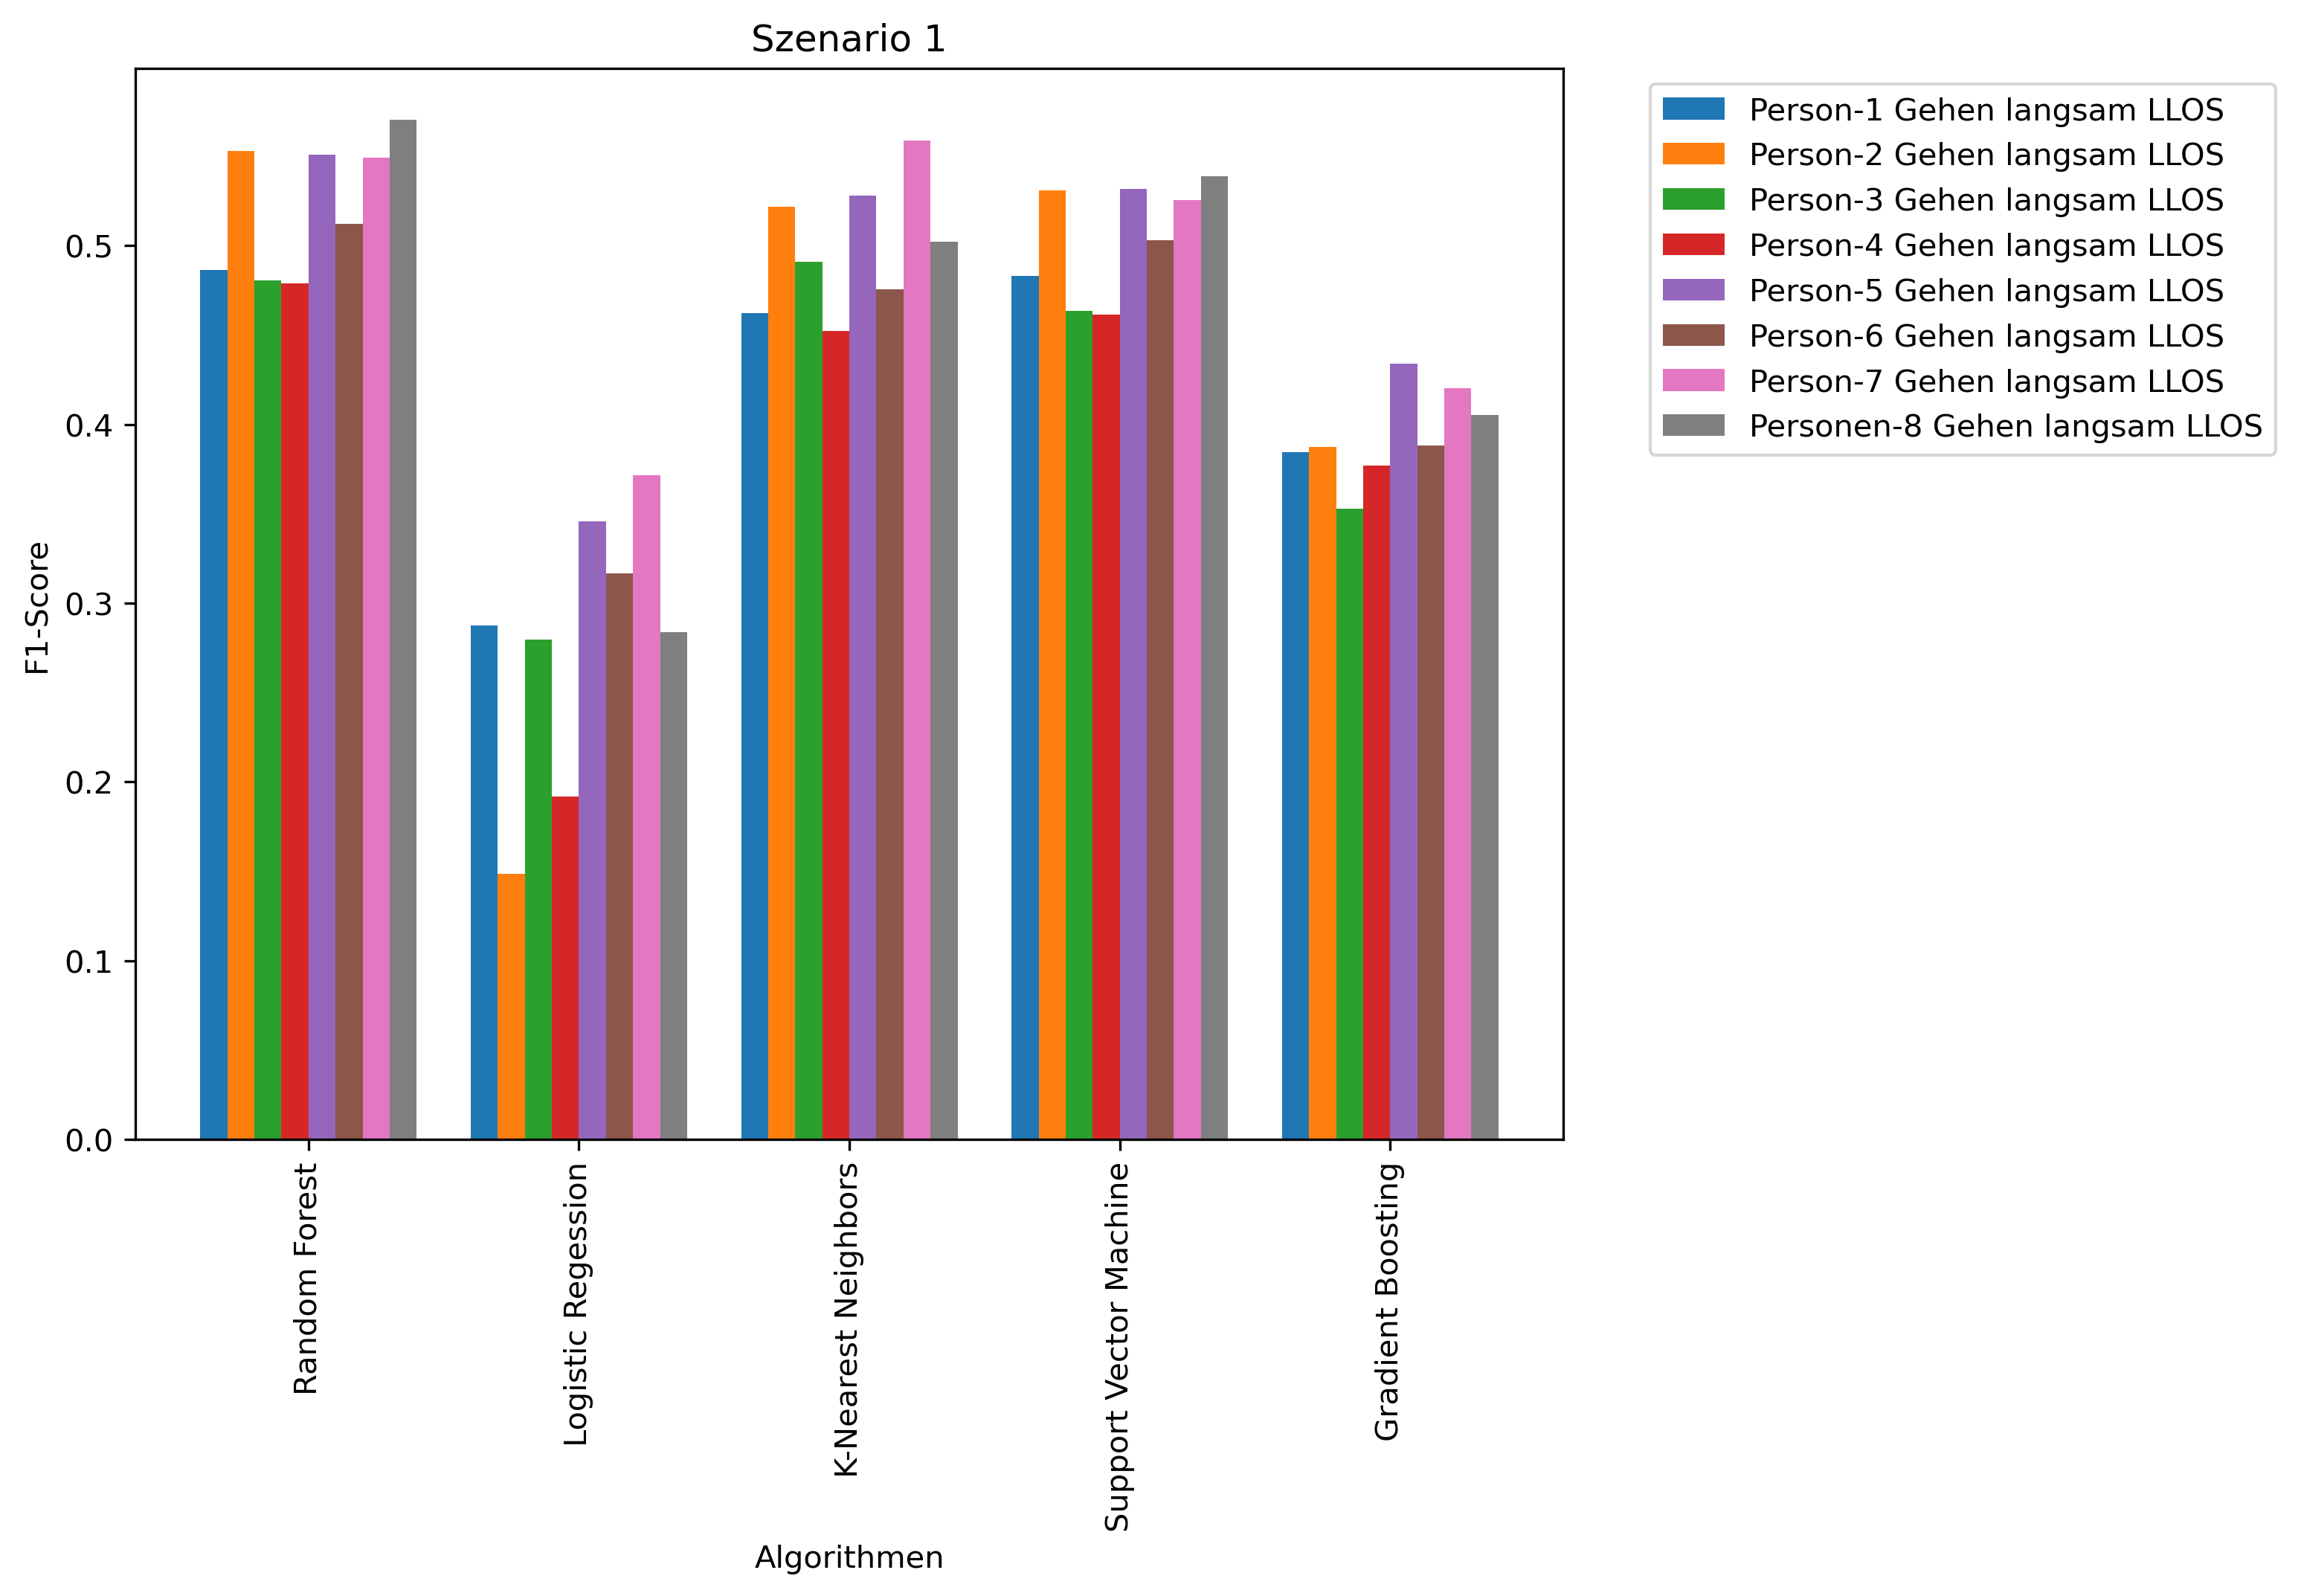 Szenario 1
F1-Score
0.5
0.4
0.3
0.2
0.1
0.0
Random Forest
Logistic Regession
K-Nearest Neighbors
Support Vector Machine
Gradient Boosting
Algorithmen
Person-1 Gehen langsam LLOS
Person-2 Gehen langsam LLOS
Person-3 Gehen langsam LLOS
Person-4 Gehen langsam LLOS
Person-5 Gehen langsam LLOS
Person-6 Gehen langsam LLOS
Person-7 Gehen langsam LLOS
Personen-8 Gehen langsam LLOS